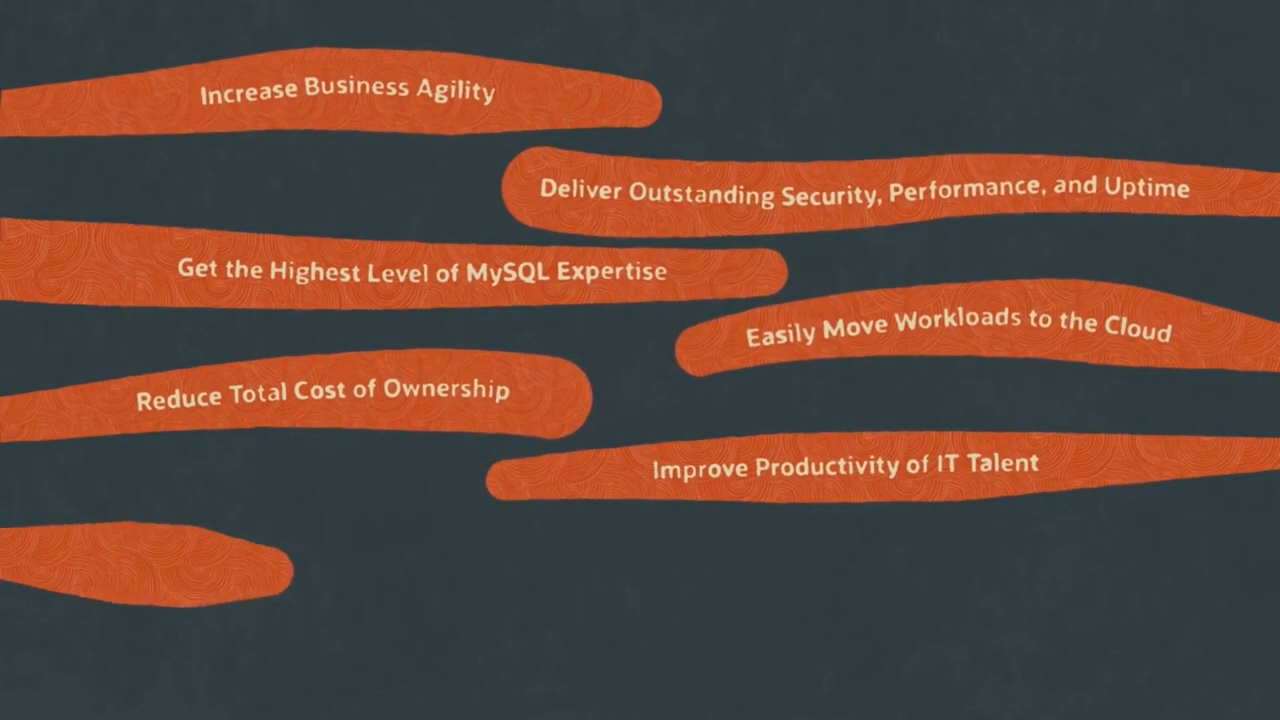 Increase Business Agility
Deliver Outstanding Security, Performance, and Uptime
Get the Highest Level of MySQL Expertise
Easily Move Workloads to the Cloud
Reduce Total Cost of Ownership
Improve Productivity of IT Talent